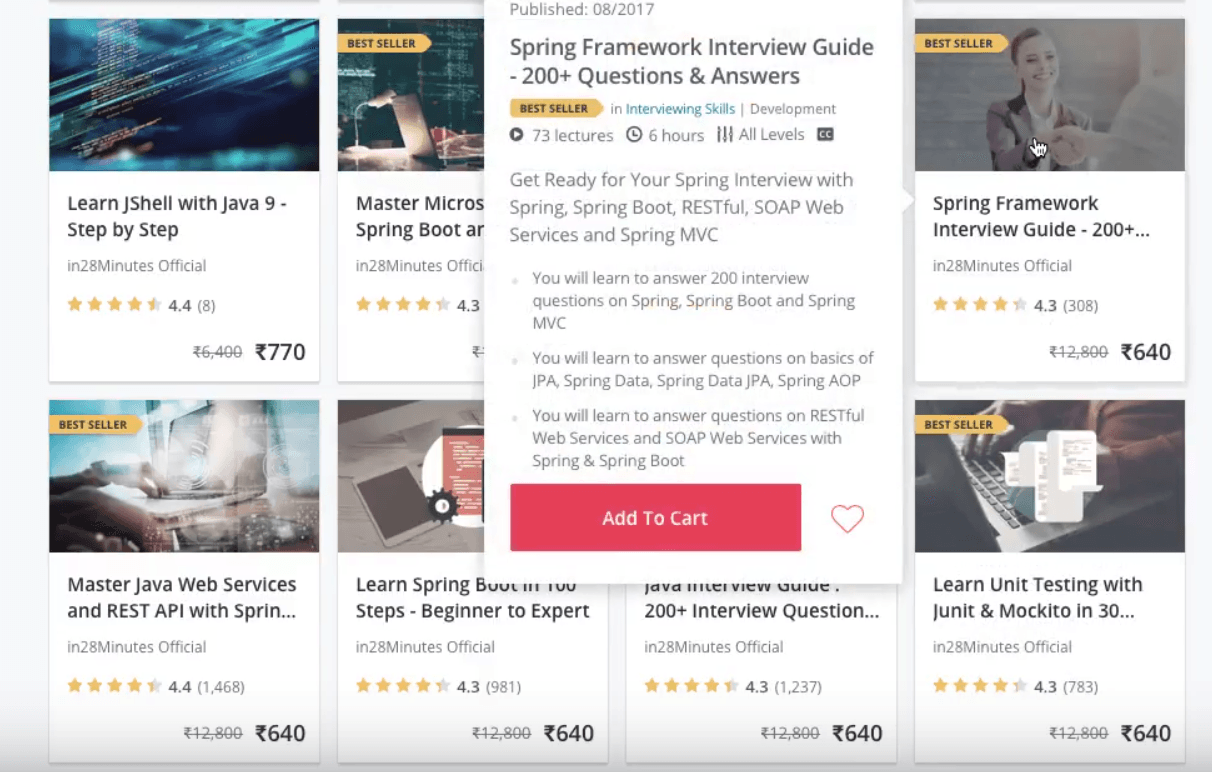 Published: 08/2017
Spring Framework Interview Guide
- 200+ Questions & Answers
BEST SELLER in Interviewing Skills | Development
73 lectures 6 hours All Levels CC
Get Ready for Your Spring Interview with
Spring, Spring Boot, RESTful, SOAP Web
Services and Spring MVC
You will learn to answer 200 interview
questions on Spring, Spring Boot and Spring
MVC
You will learn to answer questions on basics of
JPA, Spring Data, Spring Data JPA, Spring AOP
You will learn to answer questions on RESTful
Web Services and SOAP Web Services with
Spring & Spring Boot
Add To Cart
Learn JShell with Java 9 -
Step by Step
in28Minutes Official
4.4 (8)
₹6,400 ₹770
BEST SELLER
Master Micros
Spring Boot
in28Minutes Offici
4.3
BEST SELLER
Spring Framework
Interview Guide - 200+...
in28Minutes Official
4.3 (308)
₹12,800 ₹640
BEST SELLER
Master Java Web Services
and REST API with Sprin...
in28Minutes Official
4.4 (1,468)
₹12,800 ₹640
Learn Spring Boot in 100
Steps - Beginner to Expert
in28Minutes Official
4.3 (981)
₹12,800 ₹640
Java Interview Guide :
200+ Interview Question...
in28Minutes Official
4.3 (1,237)
₹12,800 ₹640
BEST SELLER
Learn Unit Testing with
Junit & Mockito in 30...
in28Minutes Official
4.3 (783)
₹12,800 ₹640